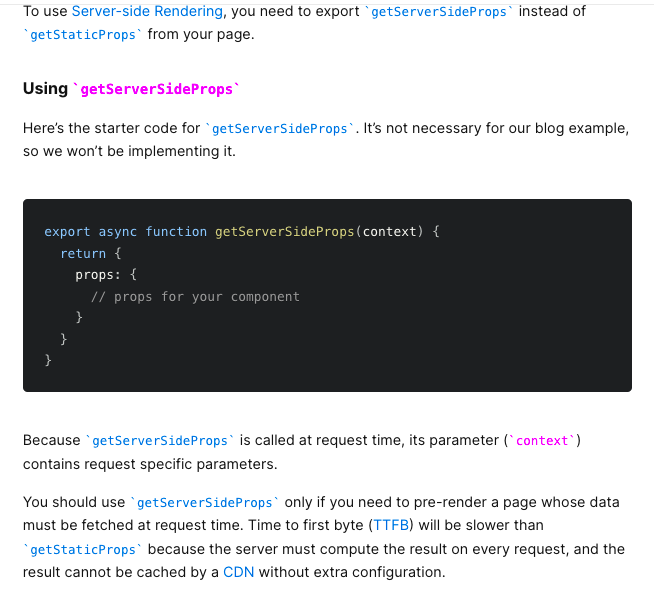 To use Server-side Rendering, you need to export `getServerSideProps` instead of
`getStaticProps` from your page.
Using `getServerSideProps`
Here’s the starter code for `getServerSideProps`. It’s not necessary for our blog example,
so we won’t be implementing it.
export async function getServerSideProps(context) {
  return {
    props: {
      // props for your component
    }
  }
}
Because `getServerSideProps` is called at request time, its parameter (`context`)
contains request specific parameters.
You should use `getServerSideProps` only if you need to pre-render a page whose data
must be fetched at request time. Time to first byte (TTFB) will be slower than
`getStaticProps` because the server must compute the result on every request, and the
result cannot be cached by a CDN without extra configuration.